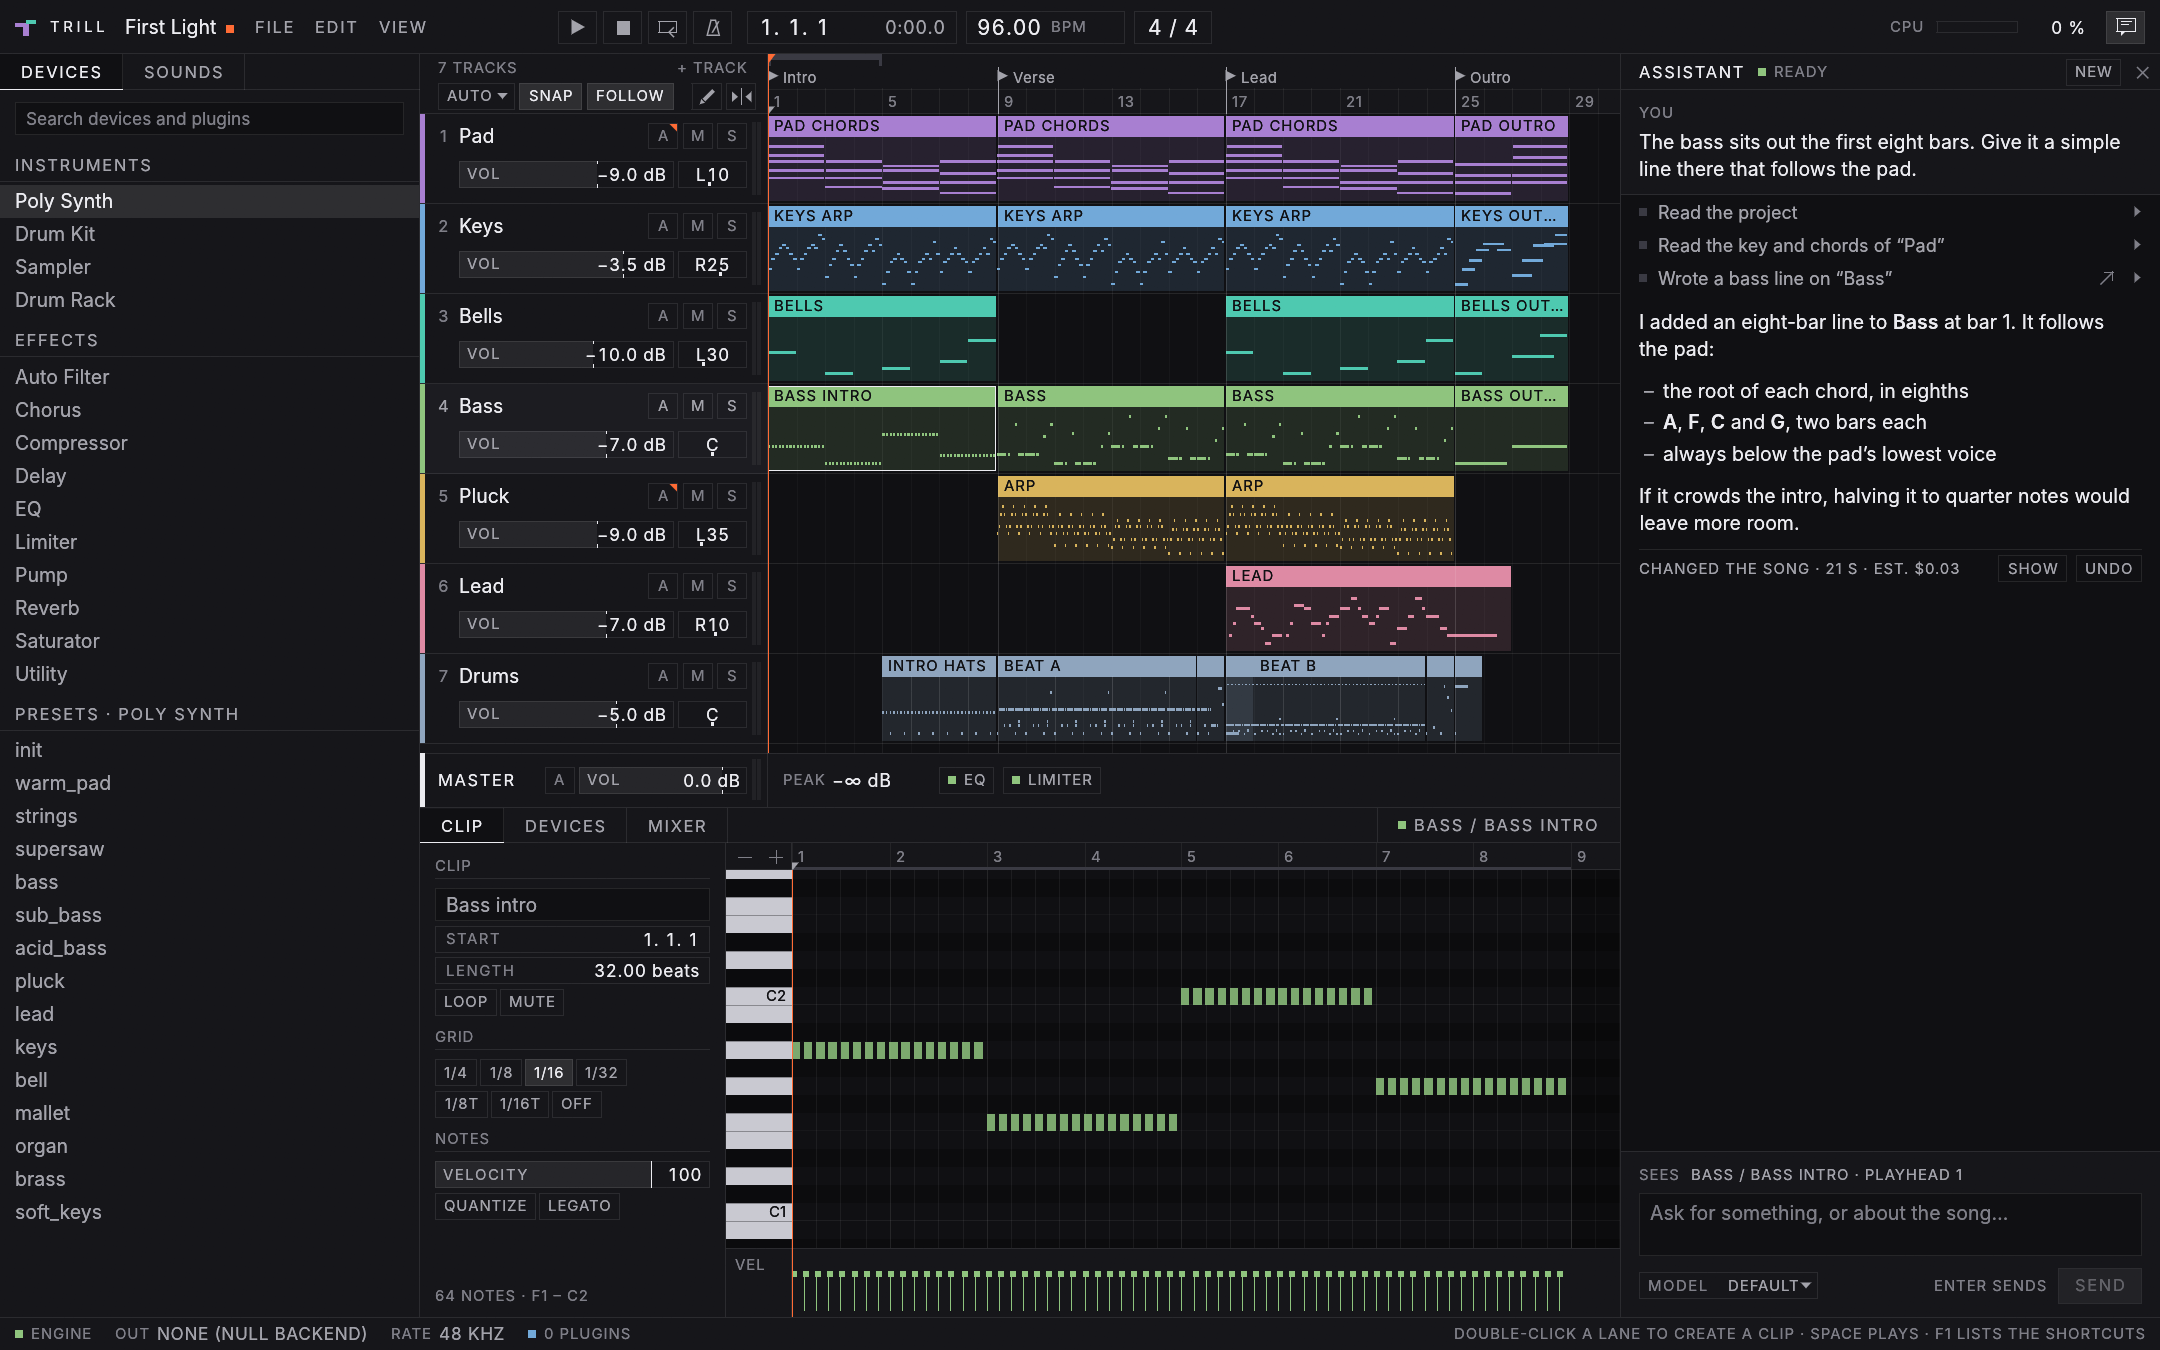 TRILL First Light FILE EDIT VIEW
1. 1. 1 0:00.0 96.00 BPM 4 / 4
CPU 0 %
DEVICES SOUNDS
Search devices and plugins
INSTRUMENTS
Poly Synth
Drum Kit
Sampler
Drum Rack
EFFECTS
Auto Filter
Chorus
Compressor
Delay
EQ
Limiter
Pump
Reverb
Saturator
Utility
PRESETS · POLY SYNTH
init
warm_pad
strings
supersaw
bass
sub_bass
acid_bass
pluck
lead
keys
bell
mallet
organ
brass
soft_keys
7 TRACKS + TRACK
AUTO SNAP FOLLOW
Intro Verse Lead Outro
1 5 9 13 17 21 25 29
1 Pad A M S
VOL −9.0 dB L10
PAD CHORDS PAD CHORDS PAD CHORDS PAD OUTRO
2 Keys A M S
VOL −3.5 dB R25
KEYS ARP KEYS ARP KEYS ARP KEYS OUT...
3 Bells A M S
VOL −10.0 dB L30
BELLS BELLS BELLS OUT...
4 Bass A M S
VOL −7.0 dB C
BASS INTRO BASS BASS BASS OUT...
5 Pluck A M S
VOL −9.0 dB L35
ARP ARP
6 Lead A M S
VOL −7.0 dB R10
LEAD
7 Drums A M S
VOL −5.0 dB C
INTRO HATS BEAT A BEAT B
MASTER A VOL 0.0 dB PEAK −∞ dB EQ LIMITER
CLIP DEVICES MIXER BASS / BASS INTRO
CLIP
Bass intro
START 1. 1. 1
LENGTH 32.00 beats
LOOP MUTE
GRID
1/4 1/8 1/16 1/32
1/8T 1/16T OFF
NOTES
VELOCITY 100
QUANTIZE LEGATO
64 NOTES · F1 – C2
1 2 3 4 5 6 7 8 9
C2
C1
VEL
ASSISTANT READY NEW
YOU
The bass sits out the first eight bars. Give it a simple
line there that follows the pad.
Read the project
Read the key and chords of “Pad”
Wrote a bass line on “Bass”
I added an eight-bar line to Bass at bar 1. It follows
the pad:
– the root of each chord, in eighths
– A, F, C and G, two bars each
– always below the pad’s lowest voice
If it crowds the intro, halving it to quarter notes would
leave more room.
CHANGED THE SONG · 21 S · EST. $0.03 SHOW UNDO
SEES BASS / BASS INTRO · PLAYHEAD 1
Ask for something, or about the song...
MODEL DEFAULT ENTER SENDS SEND
ENGINE OUT NONE (NULL BACKEND) RATE 48 KHZ 0 PLUGINS
DOUBLE-CLICK A LANE TO CREATE A CLIP · SPACE PLAYS · F1 LISTS THE SHORTCUTS